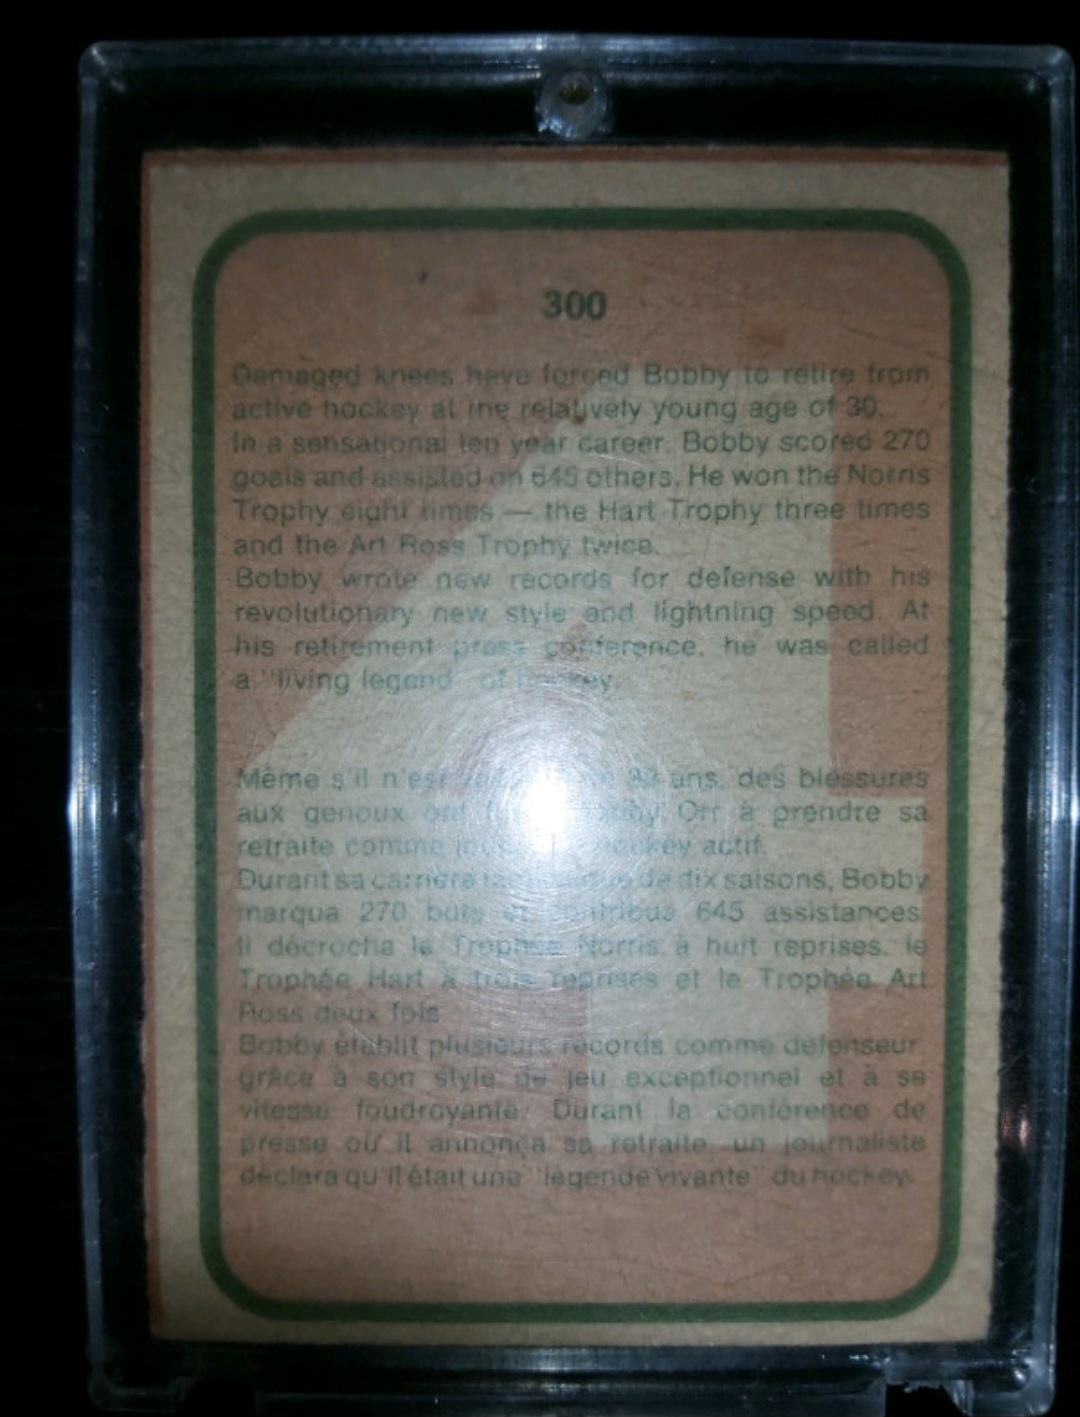 300
Damaged knees have forced Bobby to retire from
active hockey at the relatively young age of 30.
In a sensational ten year career, Bobby scored 270
goals and assisted on 645 others. He won the Norris
Trophy eight times — the Hart Trophy three times
and the Art Ross Trophy twice.
Bobby wrote new records for defense with his
revolutionary new style and lightning speed. At
his retirement press conference, he was called
a "living legend" of hockey.
Même s'il n'est ans, des blessures
aux genoux ont Bobby Orr à prendre sa
retraite comme hockey actif.
Durant sa carrière de dix saisons, Bobby
marqua 270 buts et contribua 645 assistances.
Il décrocha le Trophée Norris à huit reprises, le
Trophée Hart à trois reprises et le Trophée Art
Ross deux fois
Bobby établit plusieurs records comme défenseur,
grâce à son style de jeu exceptionnel et à sa
vitesse foudroyante. Durant la conférence de
presse où il annonça sa retraite un journaliste
déclara qu'il était une "légende vivante" du hockey.